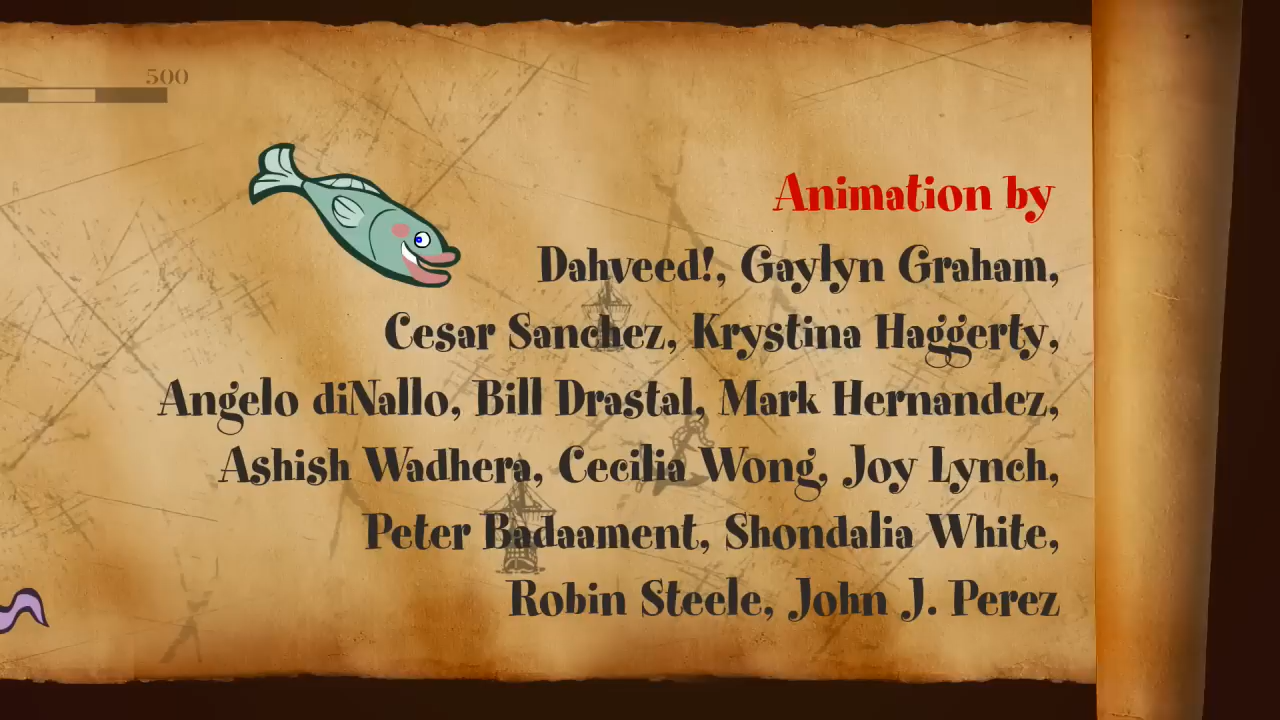 500
Animation by
Dahveed!, Gaylyn Graham,
Cesar Sanchez, Krystina Haggerty,
Angelo diNallo, Bill Drastal, Mark Hernandez,
Ashish Wadhera, Cecilia Wong, Joy Lynch,
Peter Badaament, Shondalia White,
Robin Steele, John J. Perez